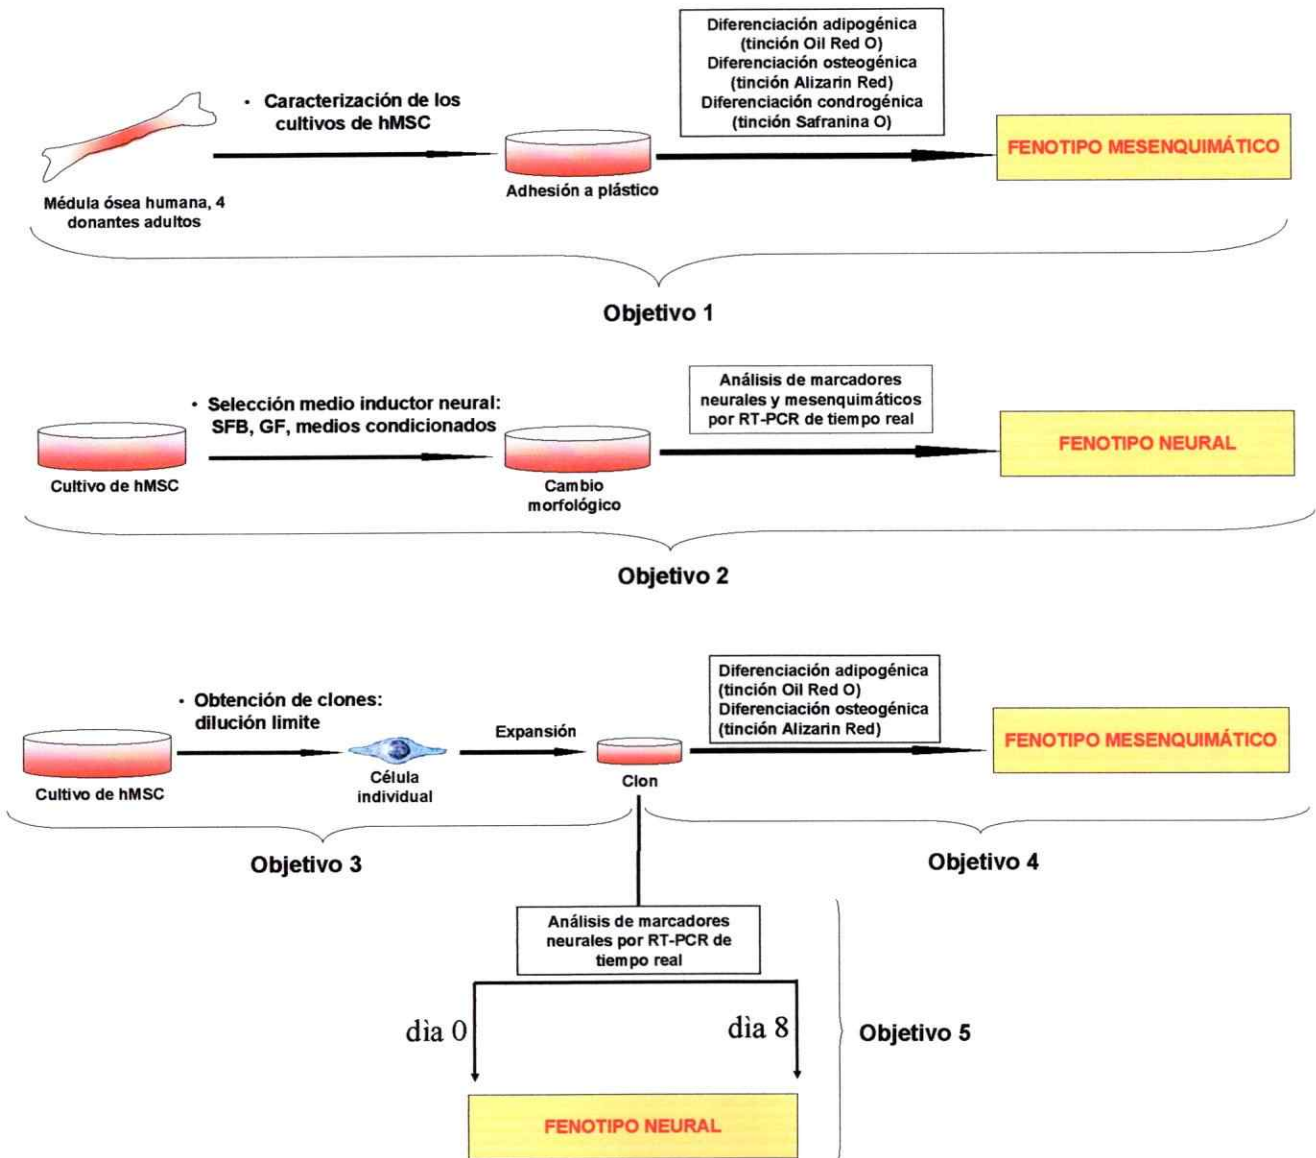 Diferenciación adipogénica
(tinción Oil Red O)
Diferenciación osteogénica
(tinción Alizarin Red)
Diferenciación condrogénica
(tinción Safranina O)
• Caracterización de los
cultivos de hMSC
FENOTIPO MESENQUIMÁTICO
Médula ósea humana, 4
donantes adultos
Adhesión a plástico
Objetivo 1
• Selección medio inductor neural:
SFB, GF, medios condicionados
Análisis de marcadores
neurales y mesenquimáticos
por RT-PCR de tiempo real
FENOTIPO NEURAL
Cultivo de hMSC
Cambio
morfológico
Objetivo 2
• Obtención de clones:
dilución limite
Expansión
Diferenciación adipogénica
(tinción Oil Red O)
Diferenciación osteogénica
(tinción Alizarin Red)
FENOTIPO MESENQUIMÁTICO
Cultivo de hMSC
Célula
individual
Clon
Objetivo 3
Objetivo 4
Análisis de marcadores
neurales por RT-PCR de
tiempo real
dìa 0
dìa 8
Objetivo 5
FENOTIPO NEURAL